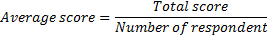 Average score = Total score / Number of respondent